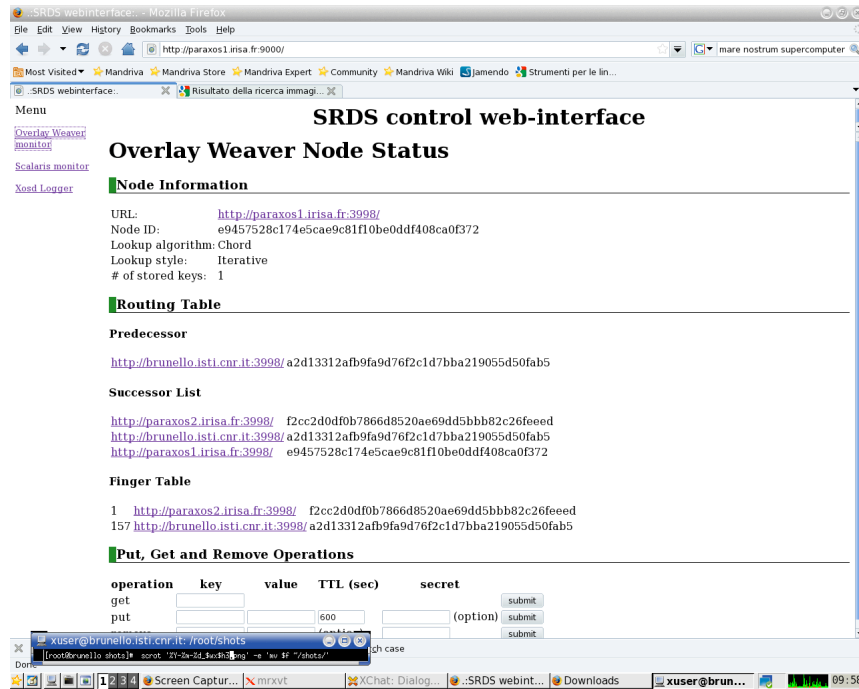 .:SRDS webinterface:. - Mozilla Firefox
File Edit View History Bookmarks Tools Help
http://paraxos1.irisa.fr:9000/
mare nostrum supercomputer
Most Visited Mandriva Mandriva Store Mandriva Expert Community Mandriva Wiki Jamendo Strumenti per le lin...
.:SRDS webinterface:. Risultato della ricerca immagi...
Menu
Overlay Weaver
monitor
Scalaris monitor
Xosd Logger
SRDS control web-interface
Overlay Weaver Node Status
Node Information
URL: http://paraxos1.irisa.fr:3998/
Node ID: e9457528c174e5cae9c81f10be0ddf408ca0f372
Lookup algorithm: Chord
Lookup style: Iterative
# of stored keys: 1
Routing Table
Predecessor
http://brunello.isti.cnr.it:3998/ a2d13312afb9fa9d76f2c1d7bba219055d50fab5
Successor List
http://paraxos2.irisa.fr:3998/ f2cc2d0df0b7866d8520ae69dd5bbb82c26feeed
http://brunello.isti.cnr.it:3998/ a2d13312afb9fa9d76f2c1d7bba219055d50fab5
http://paraxos1.irisa.fr:3998/ e9457528c174e5cae9c81f10be0ddf408ca0f372
Finger Table
1 http://paraxos2.irisa.fr:3998/ f2cc2d0df0b7866d8520ae69dd5bbb82c26feeed
157 http://brunello.isti.cnr.it:3998/ a2d13312afb9fa9d76f2c1d7bba219055d50fab5
Put, Get and Remove Operations
operation key value TTL (sec) secret
get submit
put 600 (option) submit
submit
xuser@brunello.isti.cnr.it: /root/shots
[root@brunello shots]# scrot '%Y-%m-%d_$wx$h3.png' -e 'mv $f ~/shots/'
ch case
Done
1 2 3 4 Screen Captur... mrxvt XChat: Dialog... .:SRDS webint... Downloads xuser@brun... 09:58